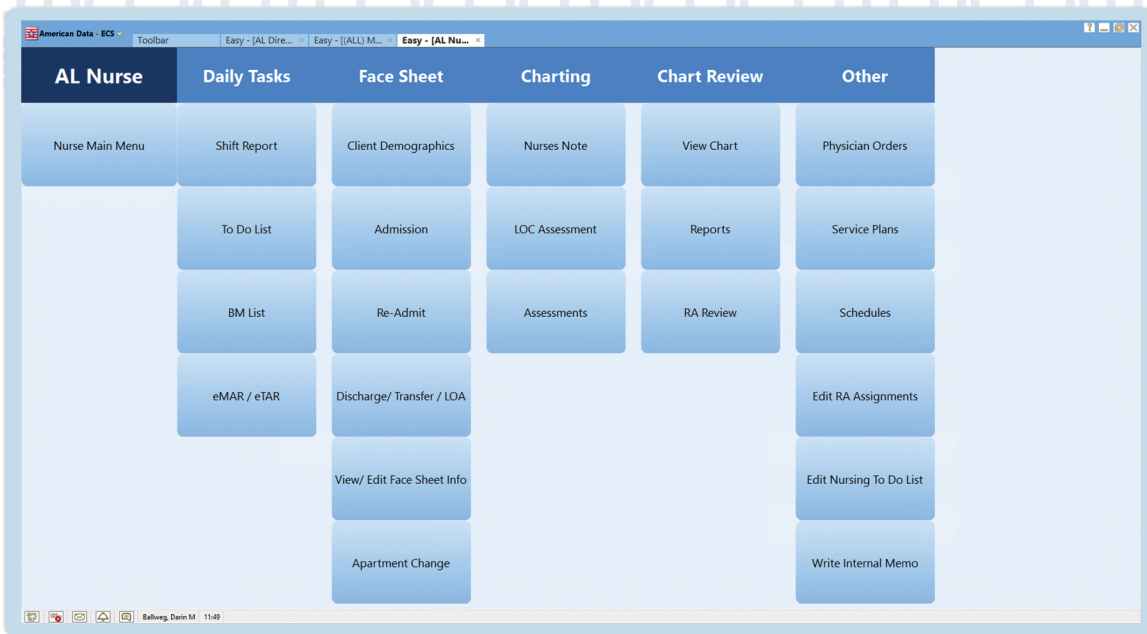 American Data - ECS
Toolbar
Easy - [AL Dire... ×
Easy - [(ALL) M... ×
Easy - [AL Nu... ×
AL Nurse
Daily Tasks
Face Sheet
Charting
Chart Review
Other
Nurse Main Menu
Shift Report
Client Demographics
Nurses Note
View Chart
Physician Orders
To Do List
Admission
LOC Assessment
Reports
Service Plans
BM List
Re-Admit
Assessments
RA Review
Schedules
eMAR / eTAR
Discharge/ Transfer / LOA
Edit RA Assignments
View/ Edit Face Sheet Info
Edit Nursing To Do List
Apartment Change
Write Internal Memo
Ballweg, Darin M
11:49